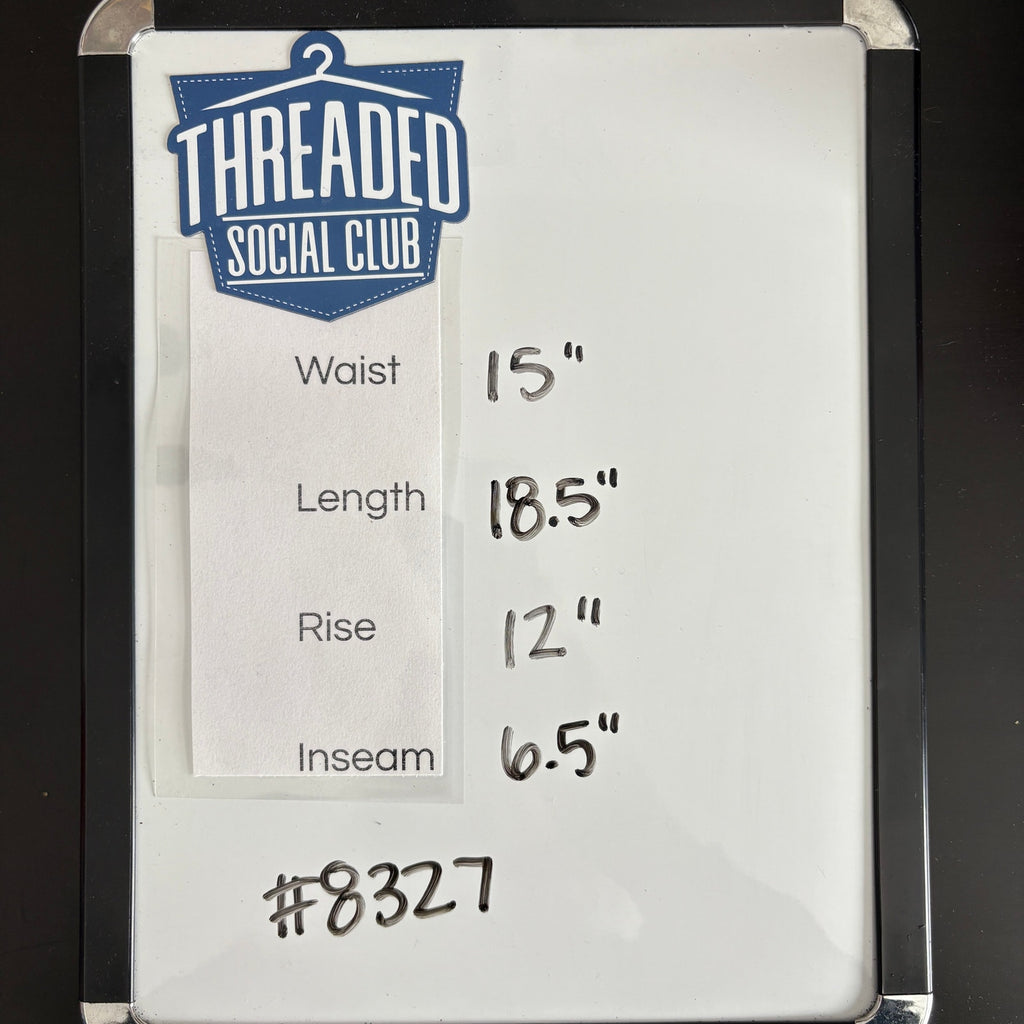 THREADED
SOCIAL CLUB
Waist 15"
Length 18.5"
Rise 12"
Inseam 6.5"
#8327